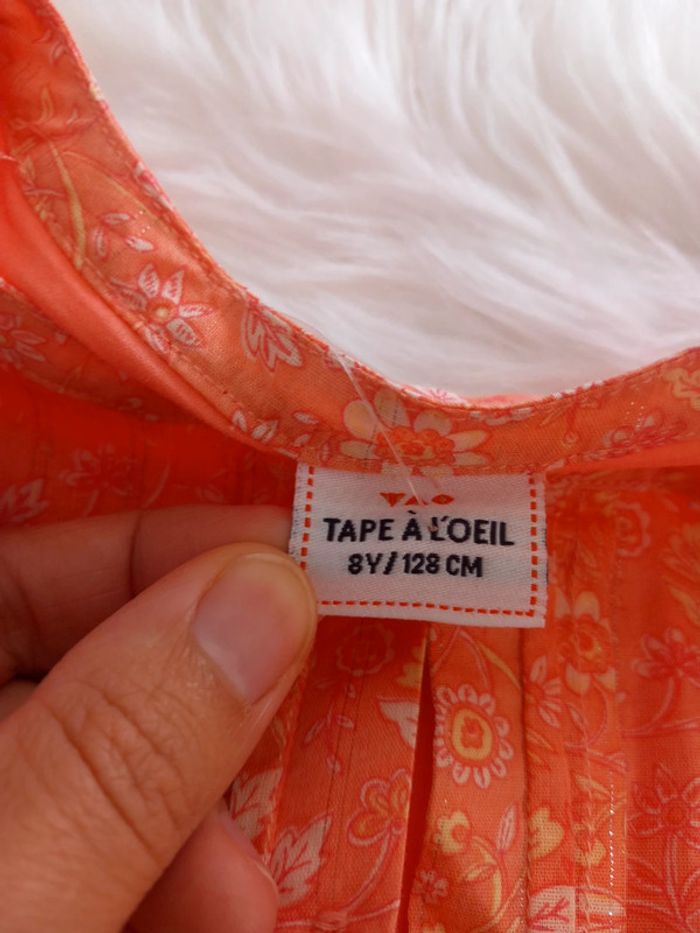 TAPE À L'OEIL
8Y/128 CM